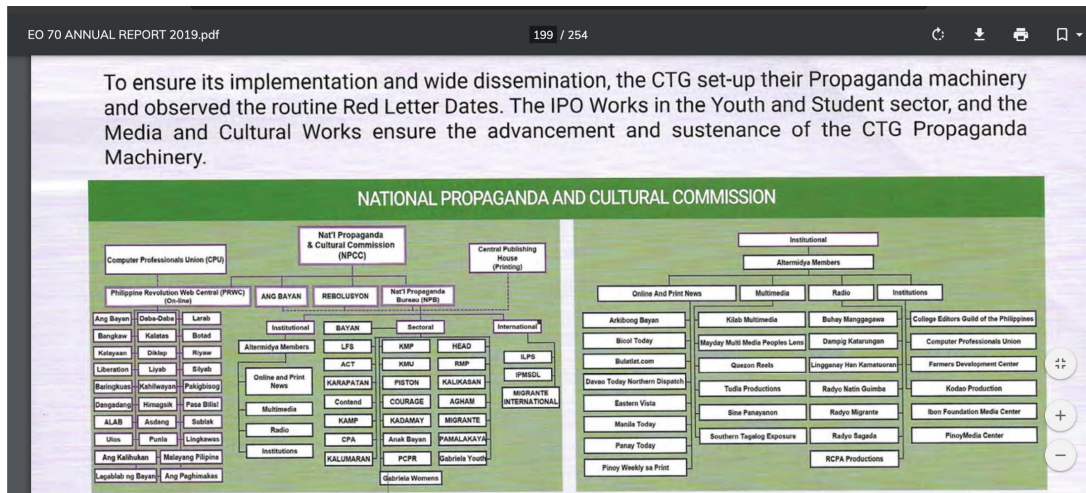 EO 70 ANNUAL REPORT 2019.pdf
199 / 254
To ensure its implementation and wide dissemination, the CTG set-up their Propaganda machinery
and observed the routine Red Letter Dates. The IPO Works in the Youth and Student sector, and the
Media and Cultural Works ensure the advancement and sustenance of the CTG Propaganda
Machinery.
NATIONAL PROPAGANDA AND CULTURAL COMMISSION
Nat'l Propaganda
& Cultural Commission
(NPCC)
Computer Professionals Union (CPU)
Central Publishing
House
(Printing)
Philippine Revolution Web Central (PRWC)
(On-line)
ANG BAYAN
REBOLUSYON
Nat'l Propaganda
Bureau (NPB)
Ang Bayan
Daba-Daba
Larab
Bangkaw
Kalatas
Botad
Kalayaan
Diklap
Riyaw
Liberation
Liyab
Silyab
Baringkuas
Kahilwayan
Pakigbisog
Dangadang
Himagsik
Pasa Bilis!
ALAB
Asdang
Sublak
Ulos
Punla
Lingkawas
Ang Kalihukan
Malayang Pilipina
Lagablab ng Bayan
Ang Paghimakas
Institutional
Altermidya Members
Online and Print
News
Multimedia
Radio
Institutions
BAYAN
Sectoral
LFS
KMP
HEAD
ACT
KMU
RMP
KARAPATAN
PISTON
KALIKASAN
Contend
COURAGE
AGHAM
KAMP
KADAMAY
MIGRANTE
CPA
Anak Bayan
PAMALAKAYA
KALUMARAN
PCPR
Gabriela Youth
Gabriela Womens
International
ILPS
IPMSDL
MIGRANTE
INTERNATIONAL
Institutional
Altermidya Members
Online And Print News
Multimedia
Radio
Institutions
Arkibong Bayan
Bicol Today
Bulatlat.com
Davao Today Northern Dispatch
Eastern Vista
Manila Today
Panay Today
Pinoy Weekly sa Print
Kilab Multimedia
Mayday Multi Media Peoples Lens
Quezon Reels
Tudla Productions
Sine Panayanon
Southern Tagalog Exposure
Buhay Manggagawa
Dampig Katarungan
Lingganay Han Kamatuoran
Radyo Natin Guimba
Radyo Migrante
Radyo Sagada
RCPA Productions
College Editors Guild of the Philippines
Computer Professionals Union
Farmers Development Center
Kodao Production
Ibon Foundation Media Center
PinoyMedia Center